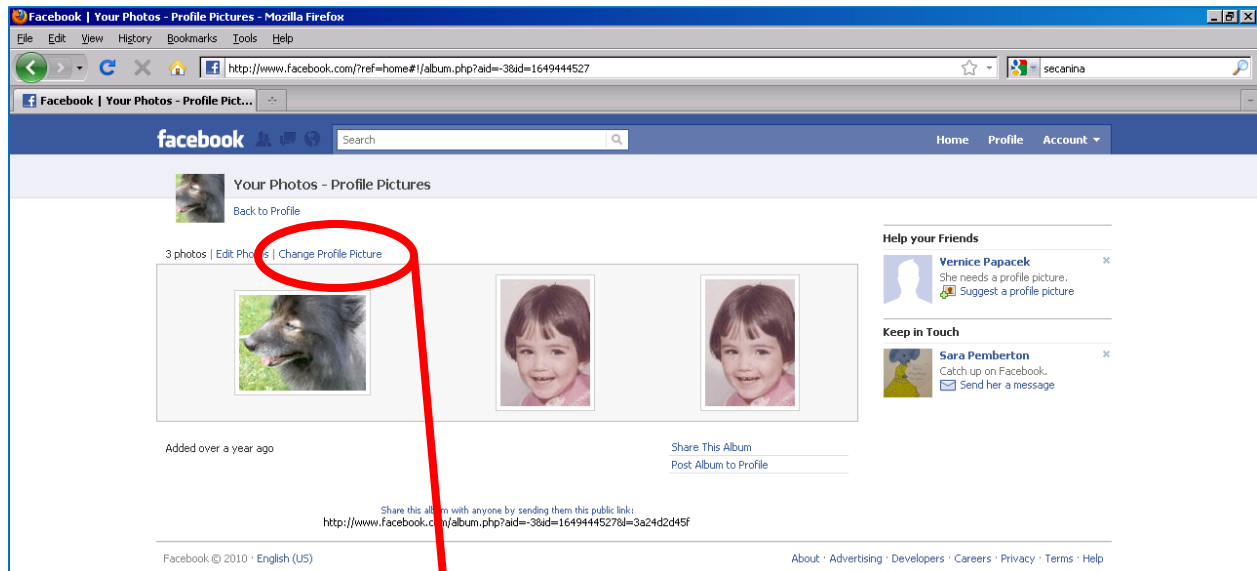 Facebook | Your Photos - Profile Pictures - Mozilla Firefox
File Edit View History Bookmarks Tools Help
http://www.facebook.com/?ref=home#!/album.php?aid=-3&id=1649444527
secanina
Facebook | Your Photos - Profile Pict...
facebook Search Home Profile Account
Your Photos - Profile Pictures
Back to Profile
3 photos | Edit Photos | Change Profile Picture
Added over a year ago
Share This Album
Post Album to Profile
Share this album with anyone by sending them this public link:
http://www.facebook.com/album.php?aid=-3&id=1649444527&l=3a24d2d45f
Help your Friends
Vernice Papacek
She needs a profile picture.
Suggest a profile picture
Keep in Touch
Sara Pemberton
Catch up on Facebook.
Send her a message
Facebook © 2010 · English (US)
About · Advertising · Developers · Careers · Privacy · Terms · Help